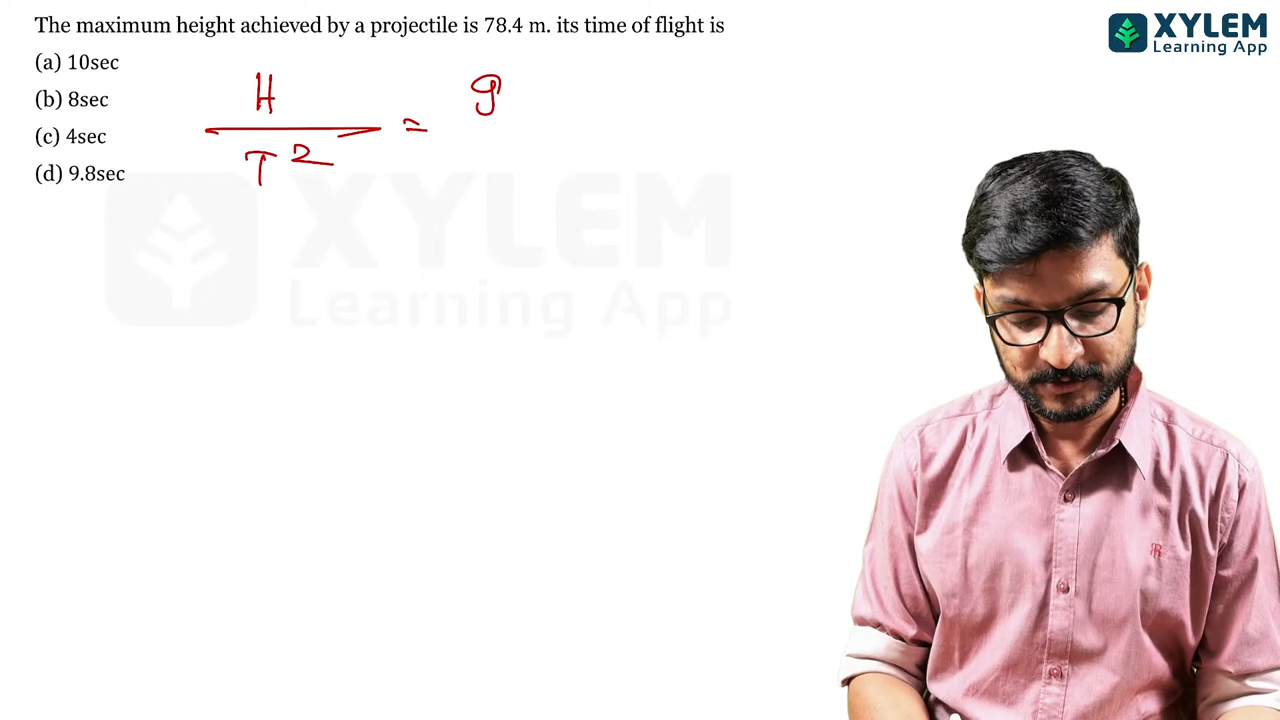 The maximum height achieved by a projectile is 78.4 m. its time of flight is
(a) 10sec
(b) 8sec
(c) 4sec
(d) 9.8sec
H
T 2
=
g
XYLEM
Learning App
XYLEM
Learning App